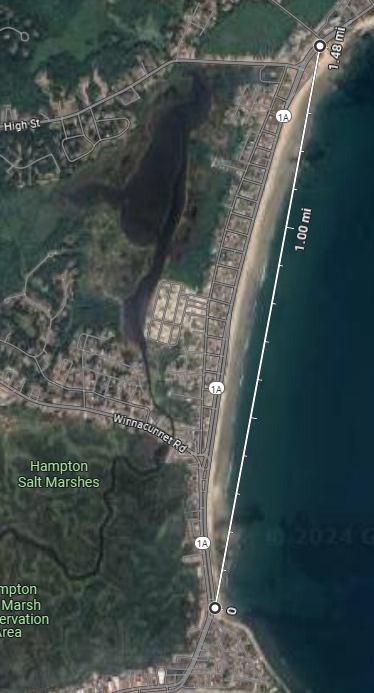 1.48 mi
1A
High St
1.00 mi
1A
Winnacunnet Rd
Hampton
Salt Marshes
1A
0
© 2024 G
mpton
Marsh
ervation
Area